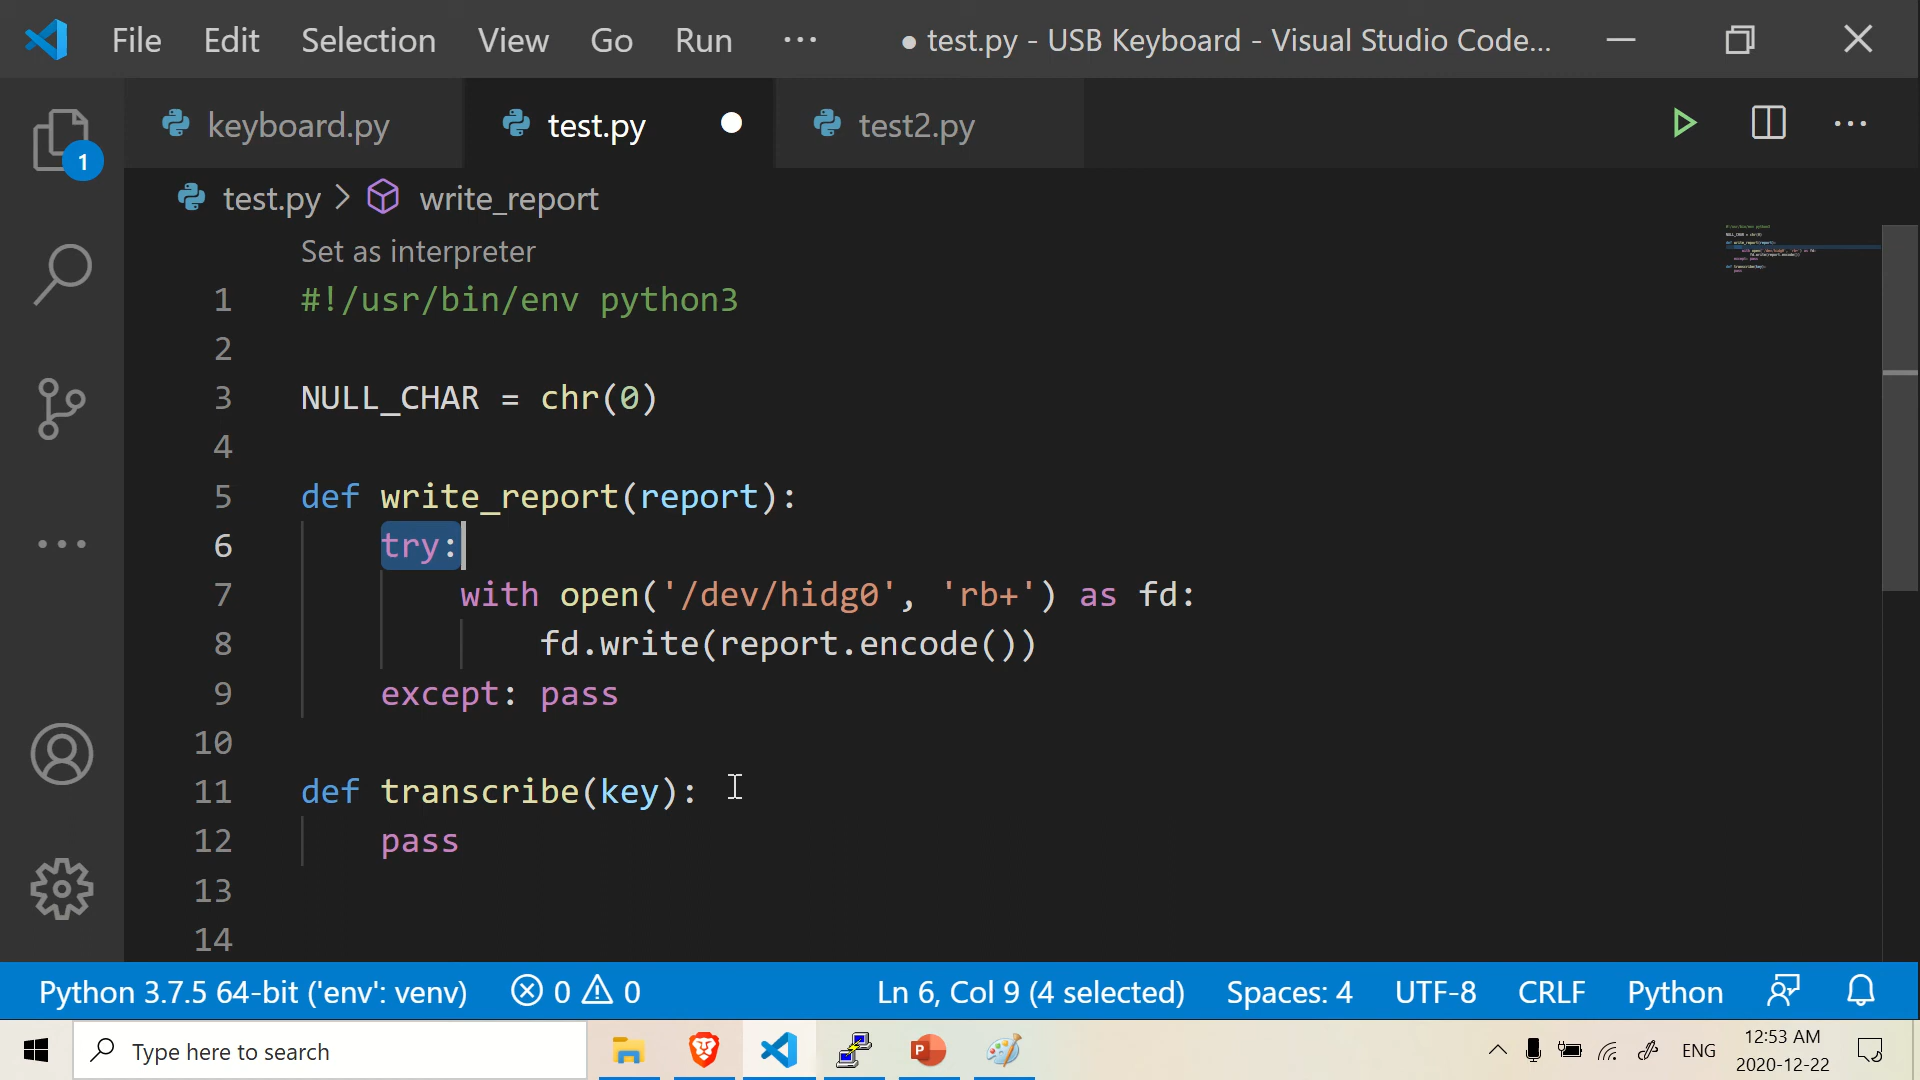 File Edit Selection View Go Run ··· ● test.py - USB Keyboard - Visual Studio Code...
keyboard.py test.py test2.py
1
test.py > write_report
Set as interpreter
1 #!/usr/bin/env python3
2
3 NULL_CHAR = chr(0)
4
5 def write_report(report):
6 try:
7 with open('/dev/hidg0', 'rb+') as fd:
8 fd.write(report.encode())
9 except: pass
10
11 def transcribe(key):
12 pass
13
14
Python 3.7.5 64-bit ('env': venv) 0 0 Ln 6, Col 9 (4 selected) Spaces: 4 UTF-8 CRLF Python
Type here to search P ENG 12:53 AM
2020-12-22